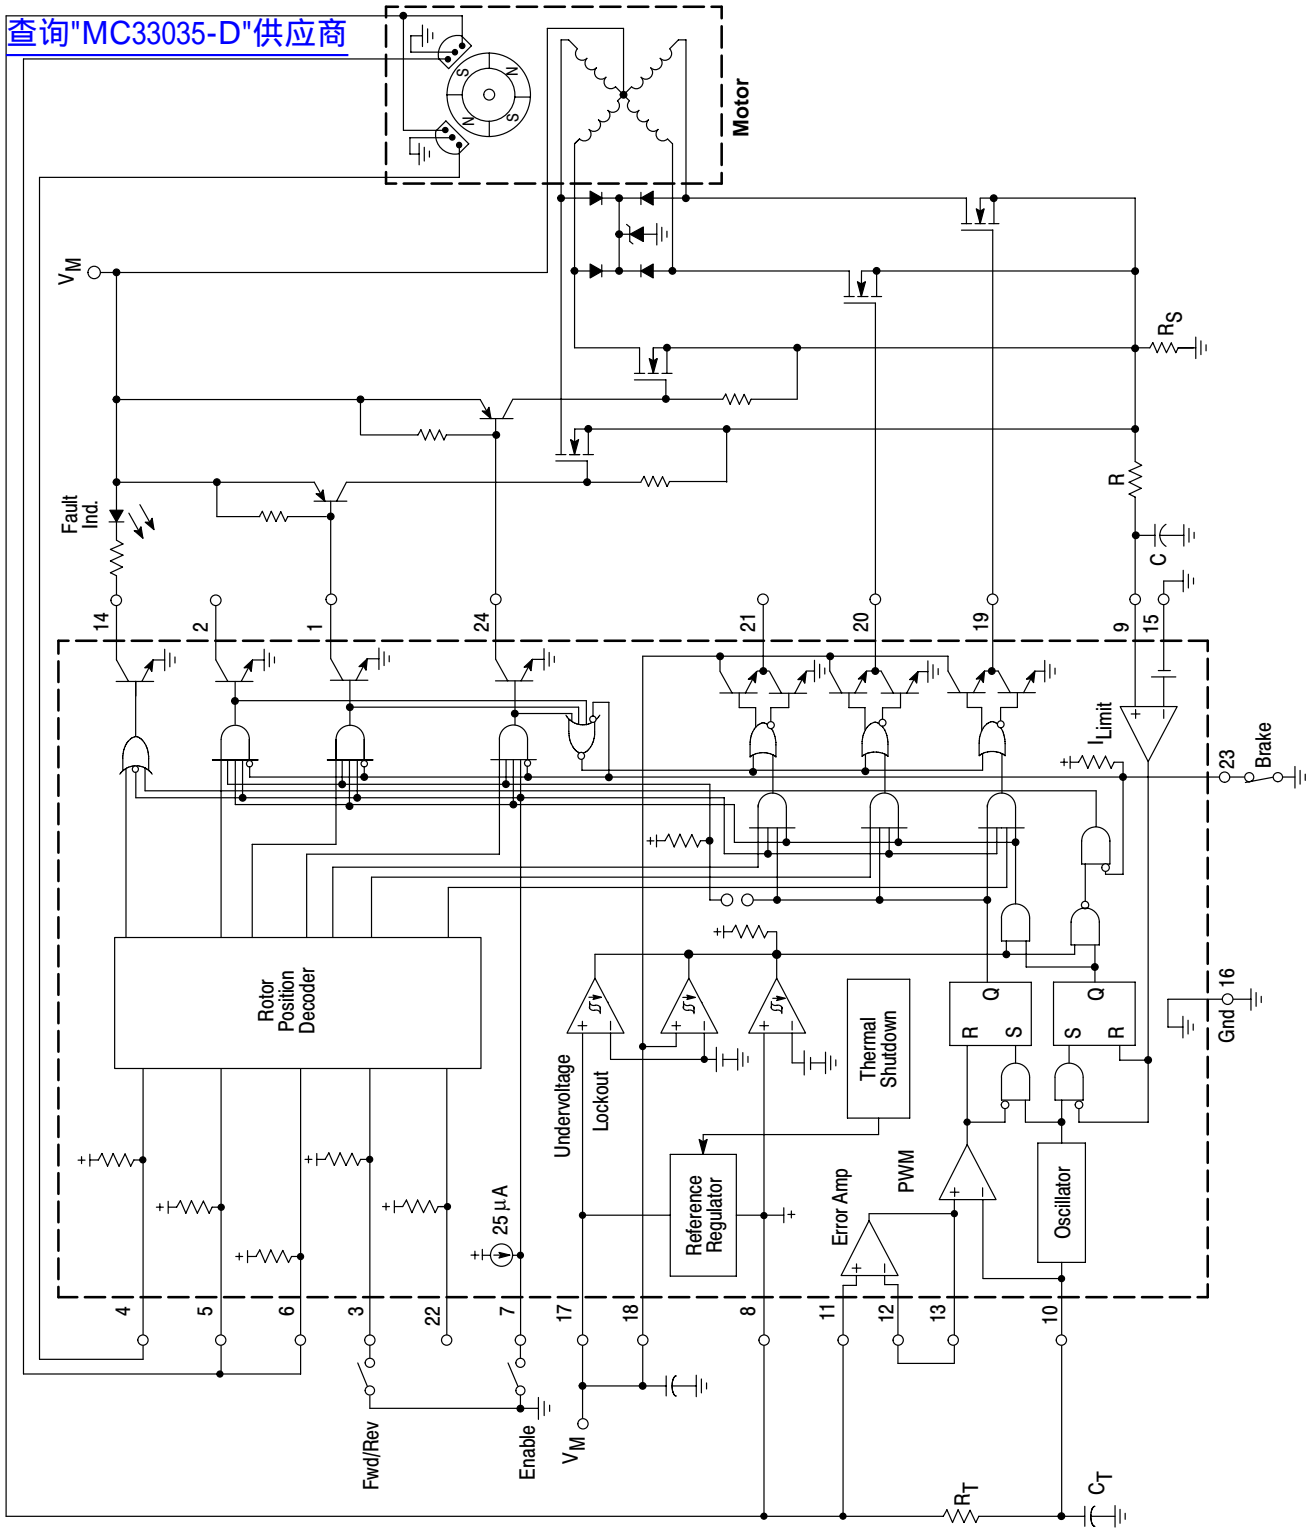 查询"MC33035-D"供应商
S
N
N
S
Motor
VM
RS
Fault
Ind.
R
C
14
2
1
24
21
20
19
9
15
+
−
ILimit
+
23
Brake
+
+
Rotor
Position
Decoder
Q
Q
16
Gnd
R
S
S
R
+
−
+
−
+
−
Undervoltage
Lockout
Thermal
Shutdown
+
+
+
+
+
+
25 μA
Reference
Regulator
+
Error Amp
PWM
+
−
+
−
Oscillator
4
5
6
3
22
7
17
18
8
11
12
13
10
Fwd/Rev
Enable
VM
RT
CT